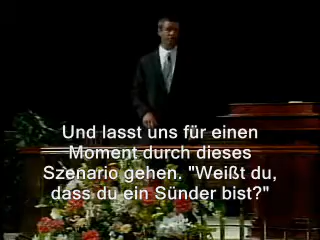 Und lasst uns für einen
Moment durch dieses
Szenario gehen. "Weißt du,
dass du ein Sünder bist?"